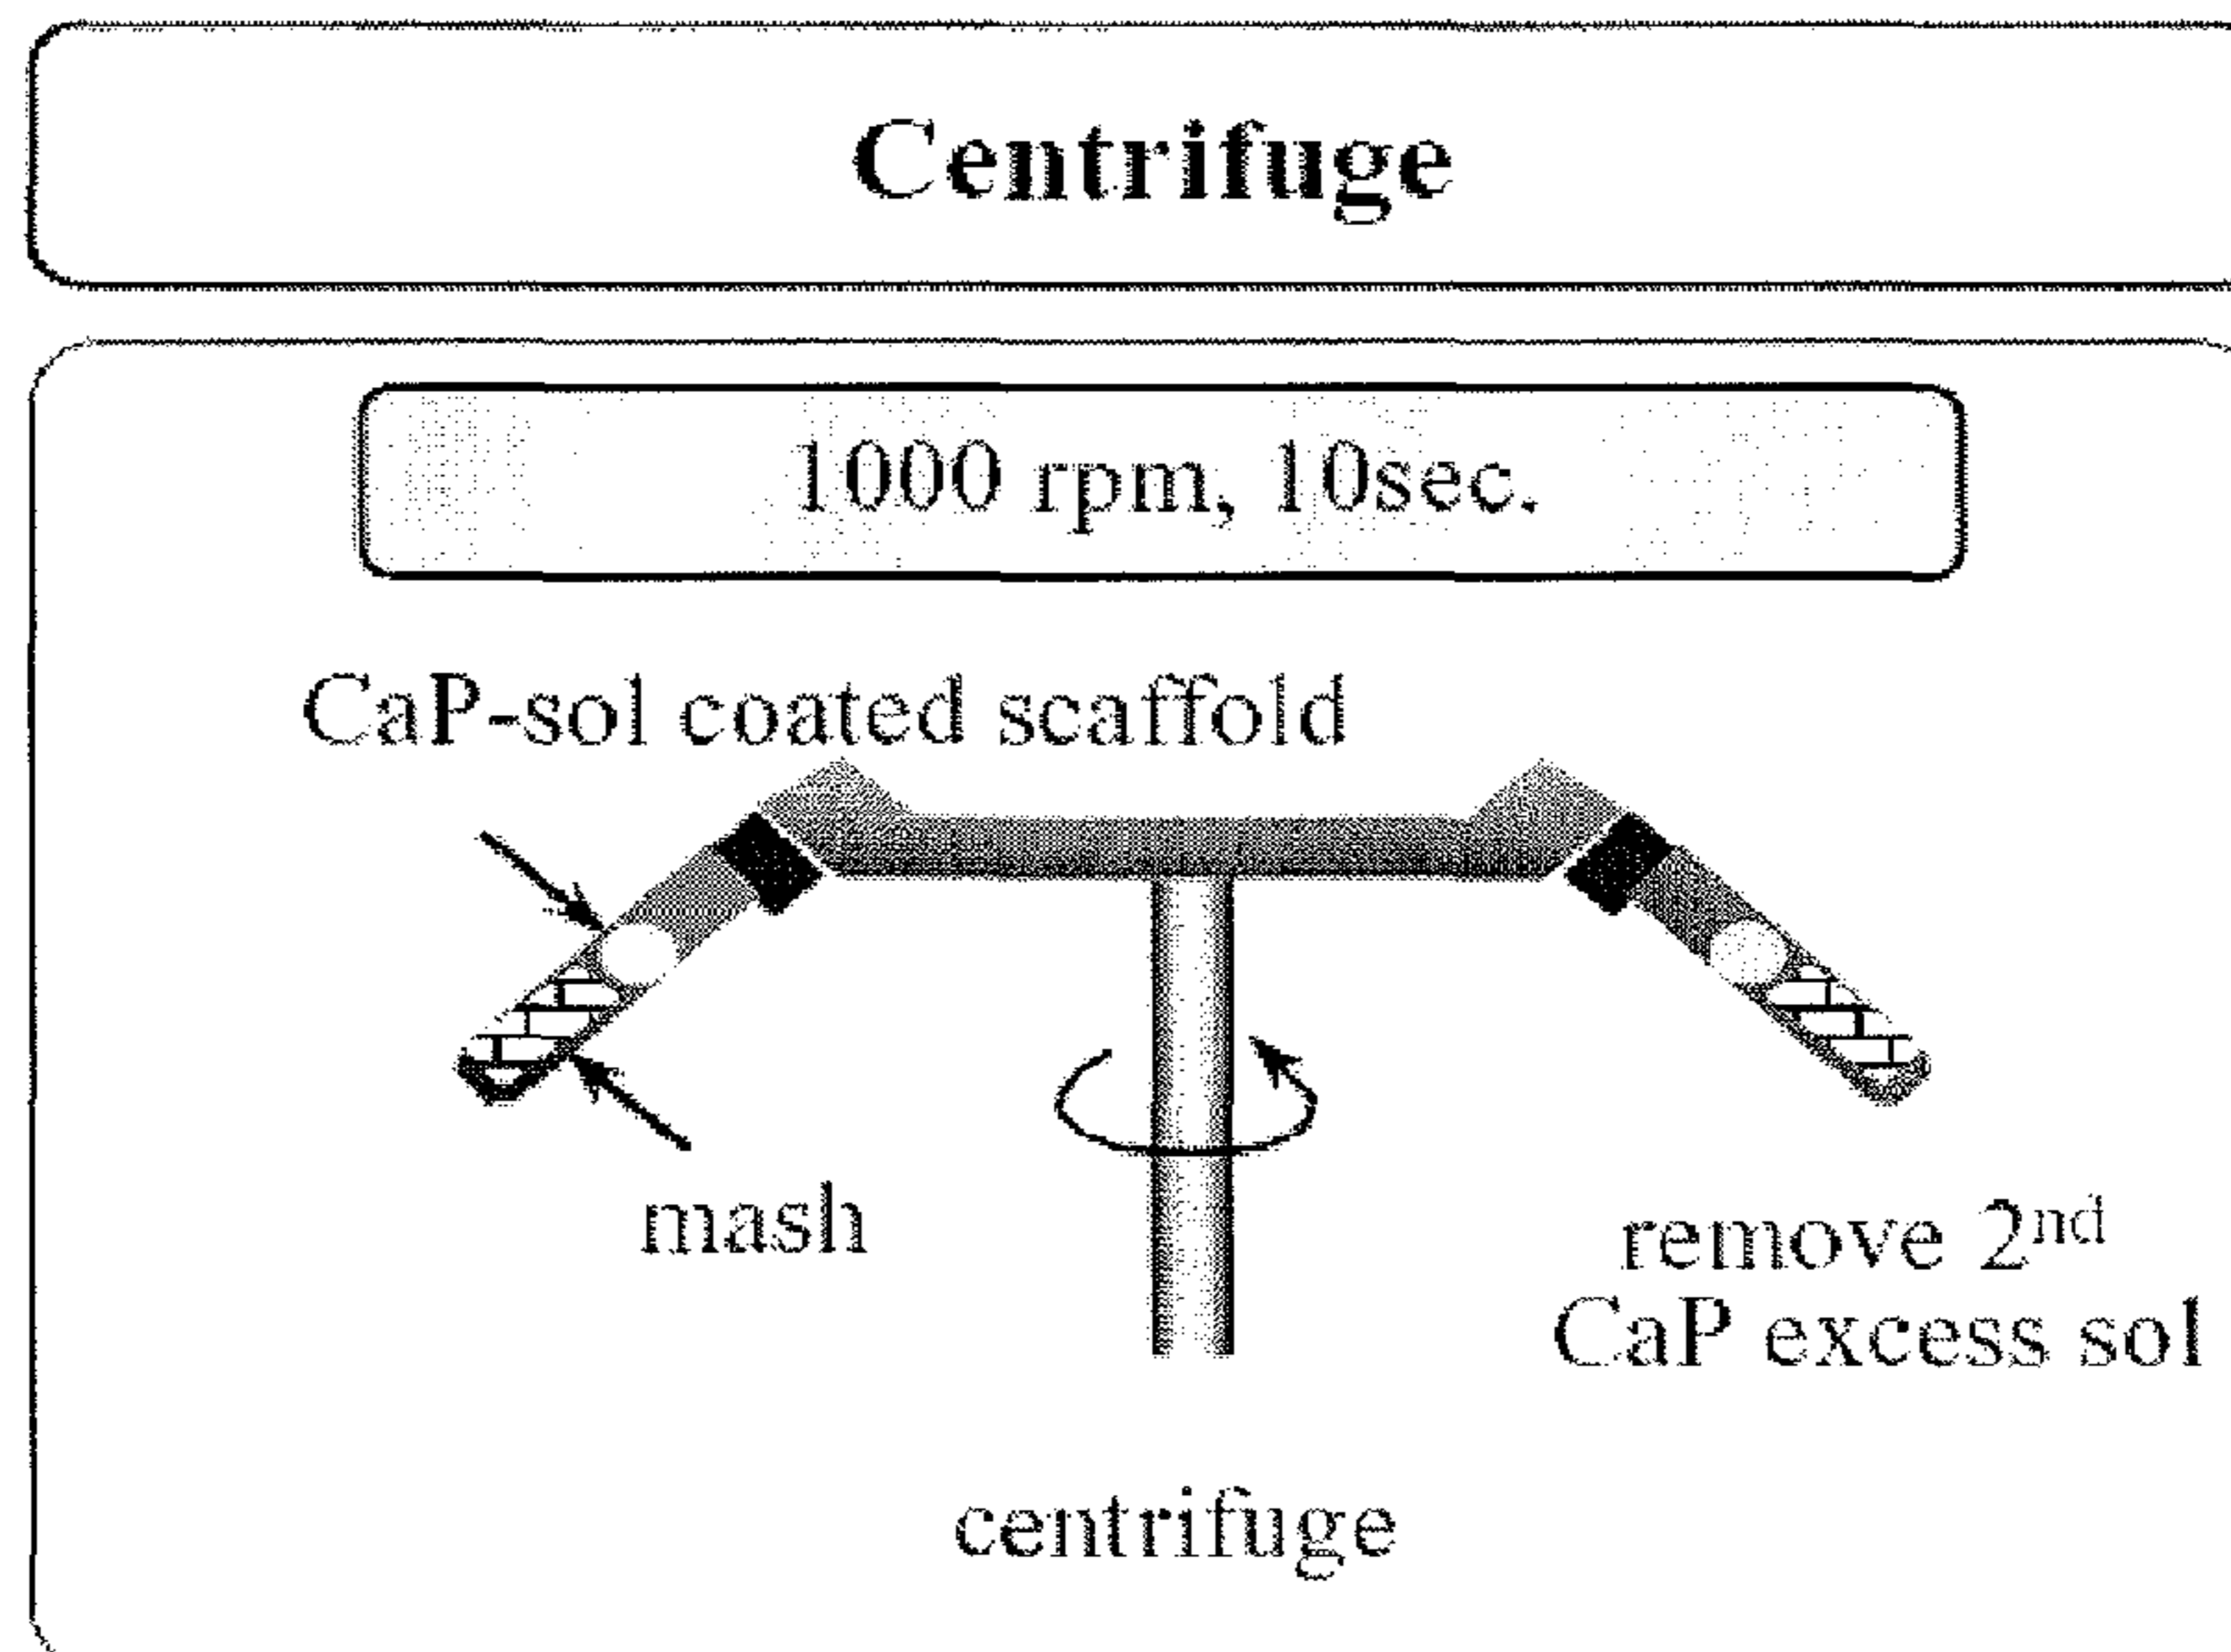 Centrifuge
1000 rpm, 10sec.
CaP-sol coated scaffold
mash
remove 2nd
CaP excess sol
centrifuge